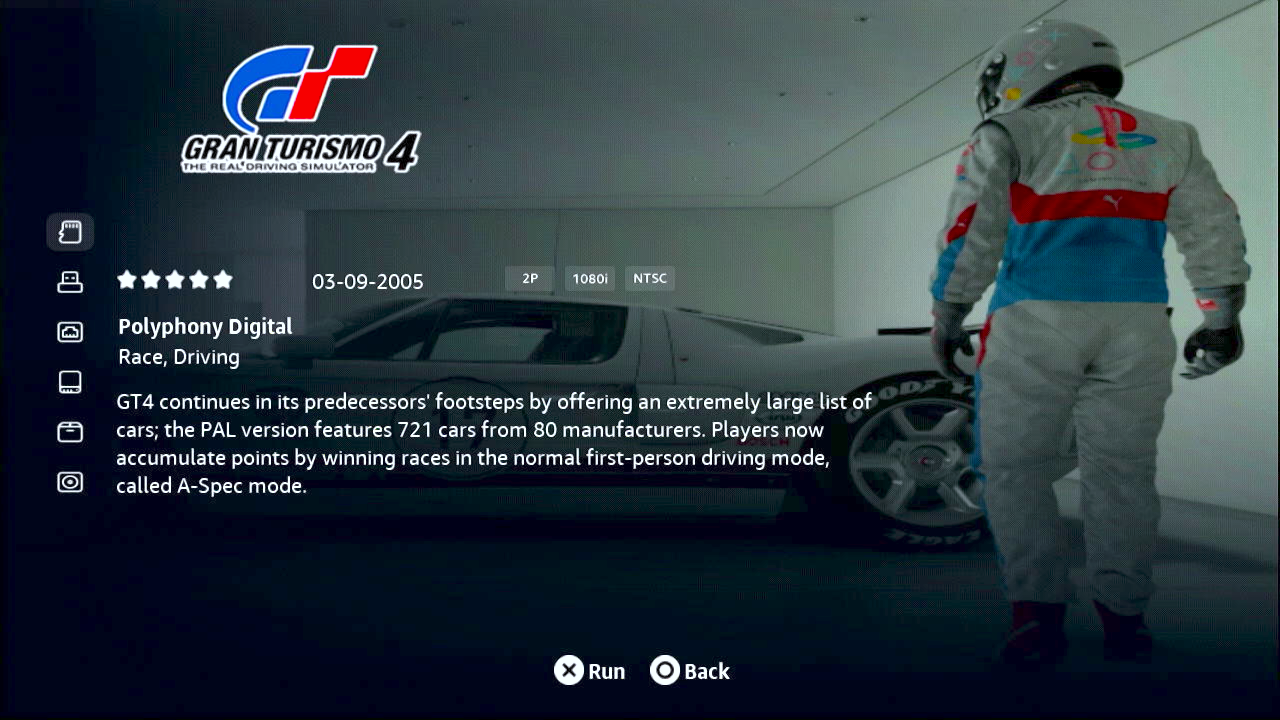 GRAN TURISMO 4
THE REAL DRIVING SIMULATOR
03-09-2005
2P
1080i
NTSC
Polyphony Digital
Race, Driving
GT4 continues in its predecessors' footsteps by offering an extremely large list of
cars; the PAL version features 721 cars from 80 manufacturers. Players now
accumulate points by winning races in the normal first-person driving mode,
called A-Spec mode.
GOODYEAR
EAGLE
BOSCH
Run
Back